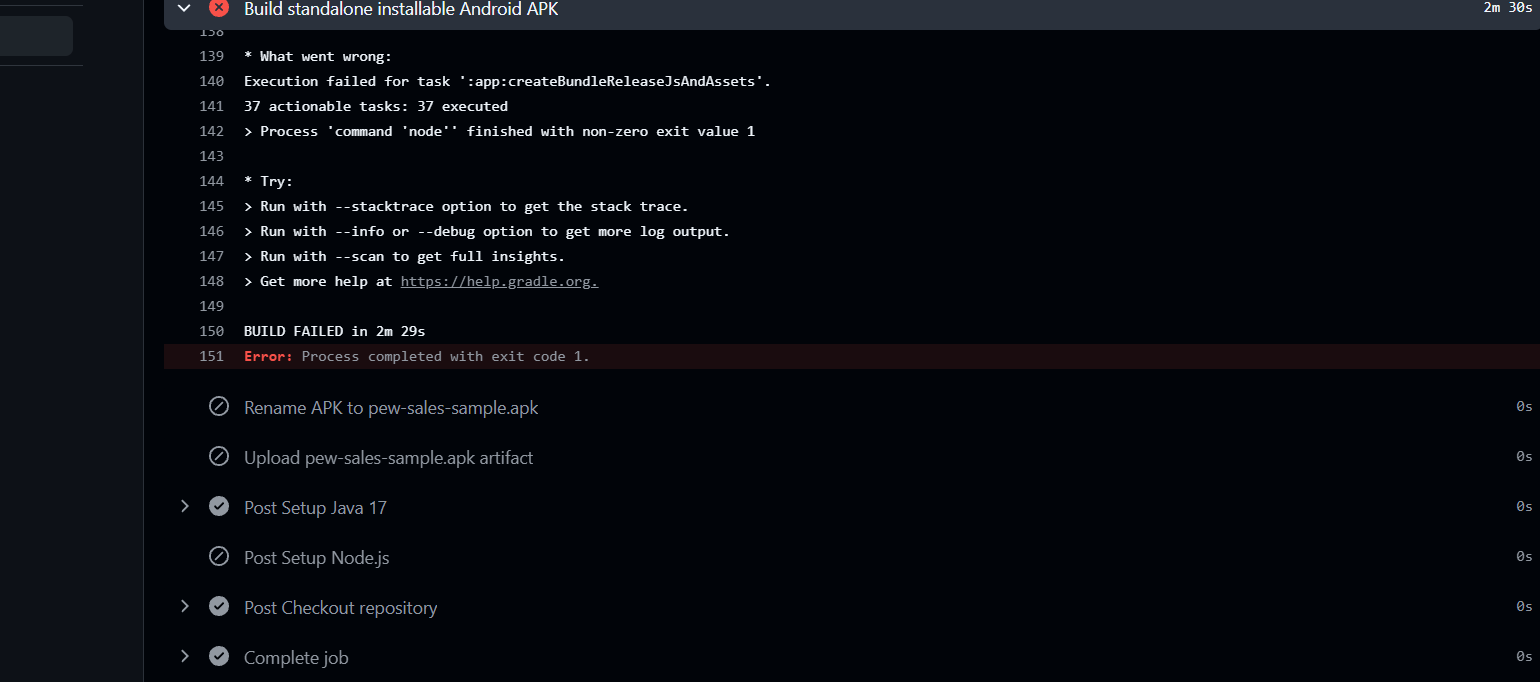 Build standalone installable Android APK 2m 30s
138
139 * What went wrong:
140 Execution failed for task ':app:createBundleReleaseJsAndAssets'.
141 37 actionable tasks: 37 executed
142 > Process 'command 'node'' finished with non-zero exit value 1
143
144 * Try:
145 > Run with --stacktrace option to get the stack trace.
146 > Run with --info or --debug option to get more log output.
147 > Run with --scan to get full insights.
148 > Get more help at https://help.gradle.org.
149
150 BUILD FAILED in 2m 29s
151 Error: Process completed with exit code 1.
Rename APK to pew-sales-sample.apk 0s
Upload pew-sales-sample.apk artifact 0s
Post Setup Java 17 0s
Post Setup Node.js 0s
Post Checkout repository 0s
Complete job 0s